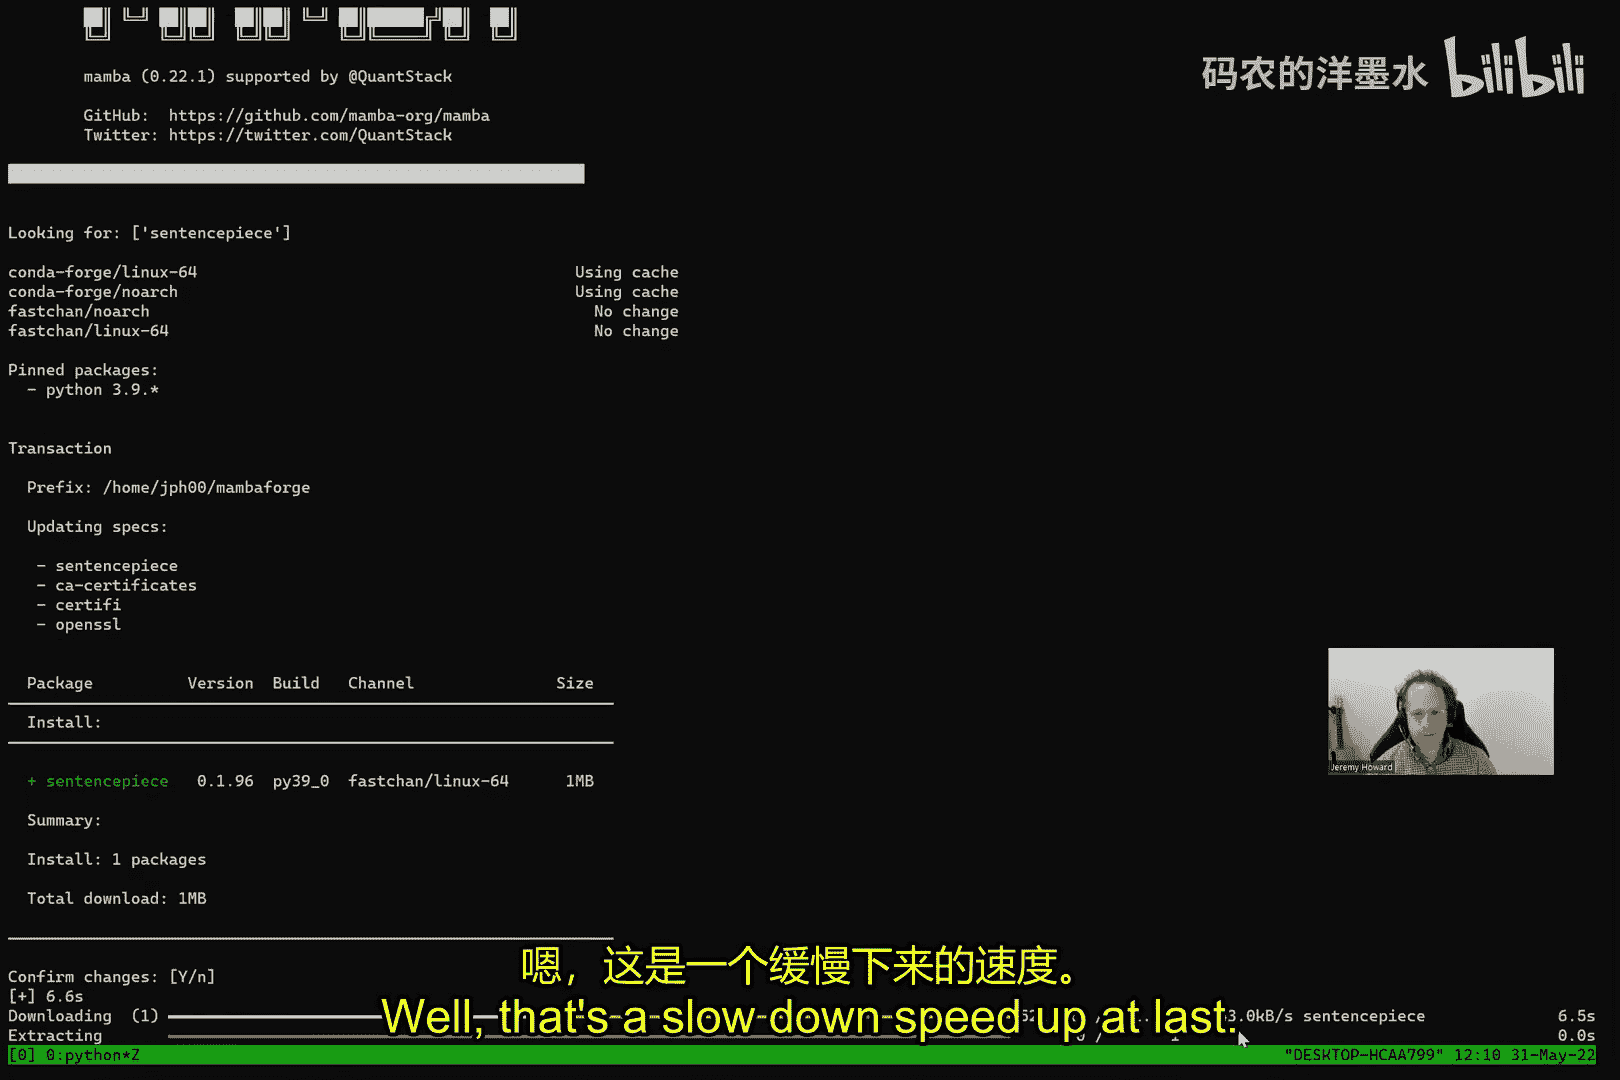 码农的洋墨水 bilibili
mamba (0.22.1) supported by @QuantStack
GitHub:  https://github.com/mamba-org/mamba
Twitter: https://twitter.com/QuantStack
Looking for: ['sentencepiece']
conda-forge/linux-64 Using cache
conda-forge/noarch Using cache
fastchan/noarch No change
fastchan/linux-64 No change
Pinned packages:
- python 3.9.*
Transaction
Prefix: /home/jph00/mambaforge
Updating specs:
- sentencepiece
- ca-certificates
- certifi
- openssl
Package Version Build Channel Size
Install:
+ sentencepiece 0.1.96 py39_0 fastchan/linux-64 1MB
Summary:
Install: 1 packages
Total download: 1MB
Jeremy Howard
嗯，这是一个缓慢下来的速度。
Confirm changes: [Y/n]
[+] 6.6s
Well, that's a slow down speed up at last.
Downloading (1) 3.0kB/s sentencepiece 6.5s
Extracting 0.0s
[0] 0:python*Z "DESKTOP-HCAA799" 12:10 31-May-22